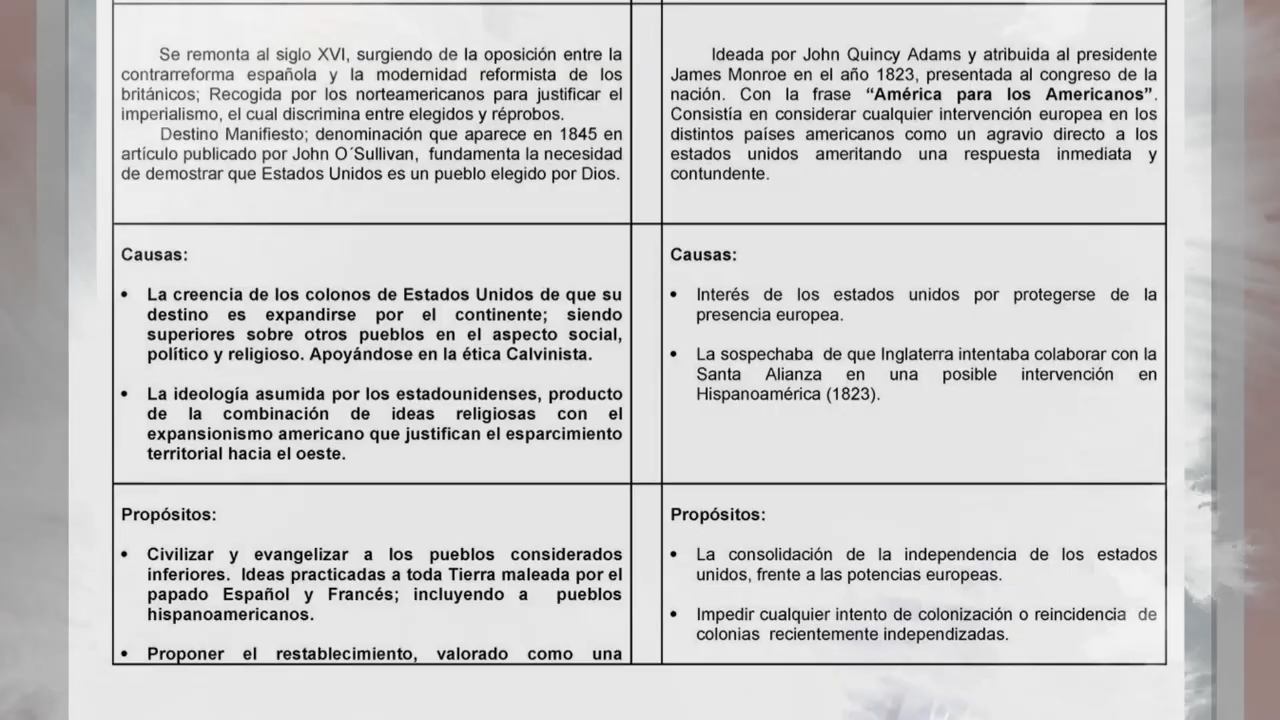 Se remonta al siglo XVI, surgiendo de la oposición entre la
contrarreforma española y la modernidad reformista de los
británicos; Recogida por los norteamericanos para justificar el
imperialismo, el cual discrimina entre elegidos y réprobos.
Destino Manifiesto; denominación que aparece en 1845 en
artículo publicado por John O´Sullivan, fundamenta la necesidad
de demostrar que Estados Unidos es un pueblo elegido por Dios.
Ideada por John Quincy Adams y atribuida al presidente
James Monroe en el año 1823, presentada al congreso de la
nación. Con la frase “América para los Americanos”.
Consistía en considerar cualquier intervención europea en los
distintos países americanos como un agravio directo a los
estados unidos ameritando una respuesta inmediata y
contundente.
Causas:
• La creencia de los colonos de Estados Unidos de que su
destino es expandirse por el continente; siendo
superiores sobre otros pueblos en el aspecto social,
político y religioso. Apoyándose en la ética Calvinista.
• La ideología asumida por los estadounidenses, producto
de la combinación de ideas religiosas con el
expansionismo americano que justifican el esparcimiento
territorial hacia el oeste.
Causas:
• Interés de los estados unidos por protegerse de la
presencia europea.
• La sospechaba de que Inglaterra intentaba colaborar con la
Santa Alianza en una posible intervención en
Hispanoamérica (1823).
Propósitos:
• Civilizar y evangelizar a los pueblos considerados
inferiores. Ideas practicadas a toda Tierra maleada por el
papado Español y Francés; incluyendo a pueblos
hispanoamericanos.
• Proponer el restablecimiento, valorado como una
Propósitos:
• La consolidación de la independencia de los estados
unidos, frente a las potencias europeas.
• Impedir cualquier intento de colonización o reincidencia de
colonias recientemente independizadas.